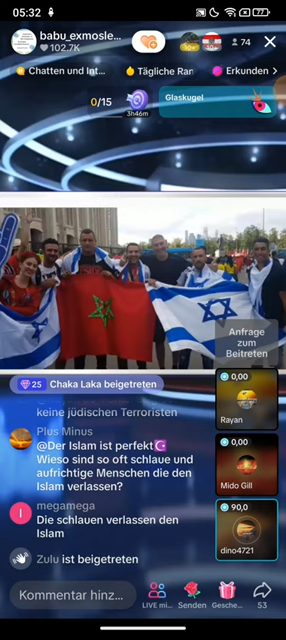 05:32
77
babu_exmosle...
102.7K
10+
74
Chatten und Int...
Tägliche Ran
Erkunden >
0/15
3h46m
Glaskugel
Anfrage
zum
Beitreten
25 Chaka Laka beigetreten
keine jüdischen Terroristen
Plus Minus
@Der Islam ist perfekt☪️
Wieso sind so oft schlaue und
aufrichtige Menschen die den
Islam verlassen?
megamega
Die schlauen verlassen den
Islam
Zulu ist beigetreten
0,00
Rayan
0,00
Mido Gill
90,0
dino4721
Kommentar hinz...
LIVE mi...
Senden
Gesche...
53